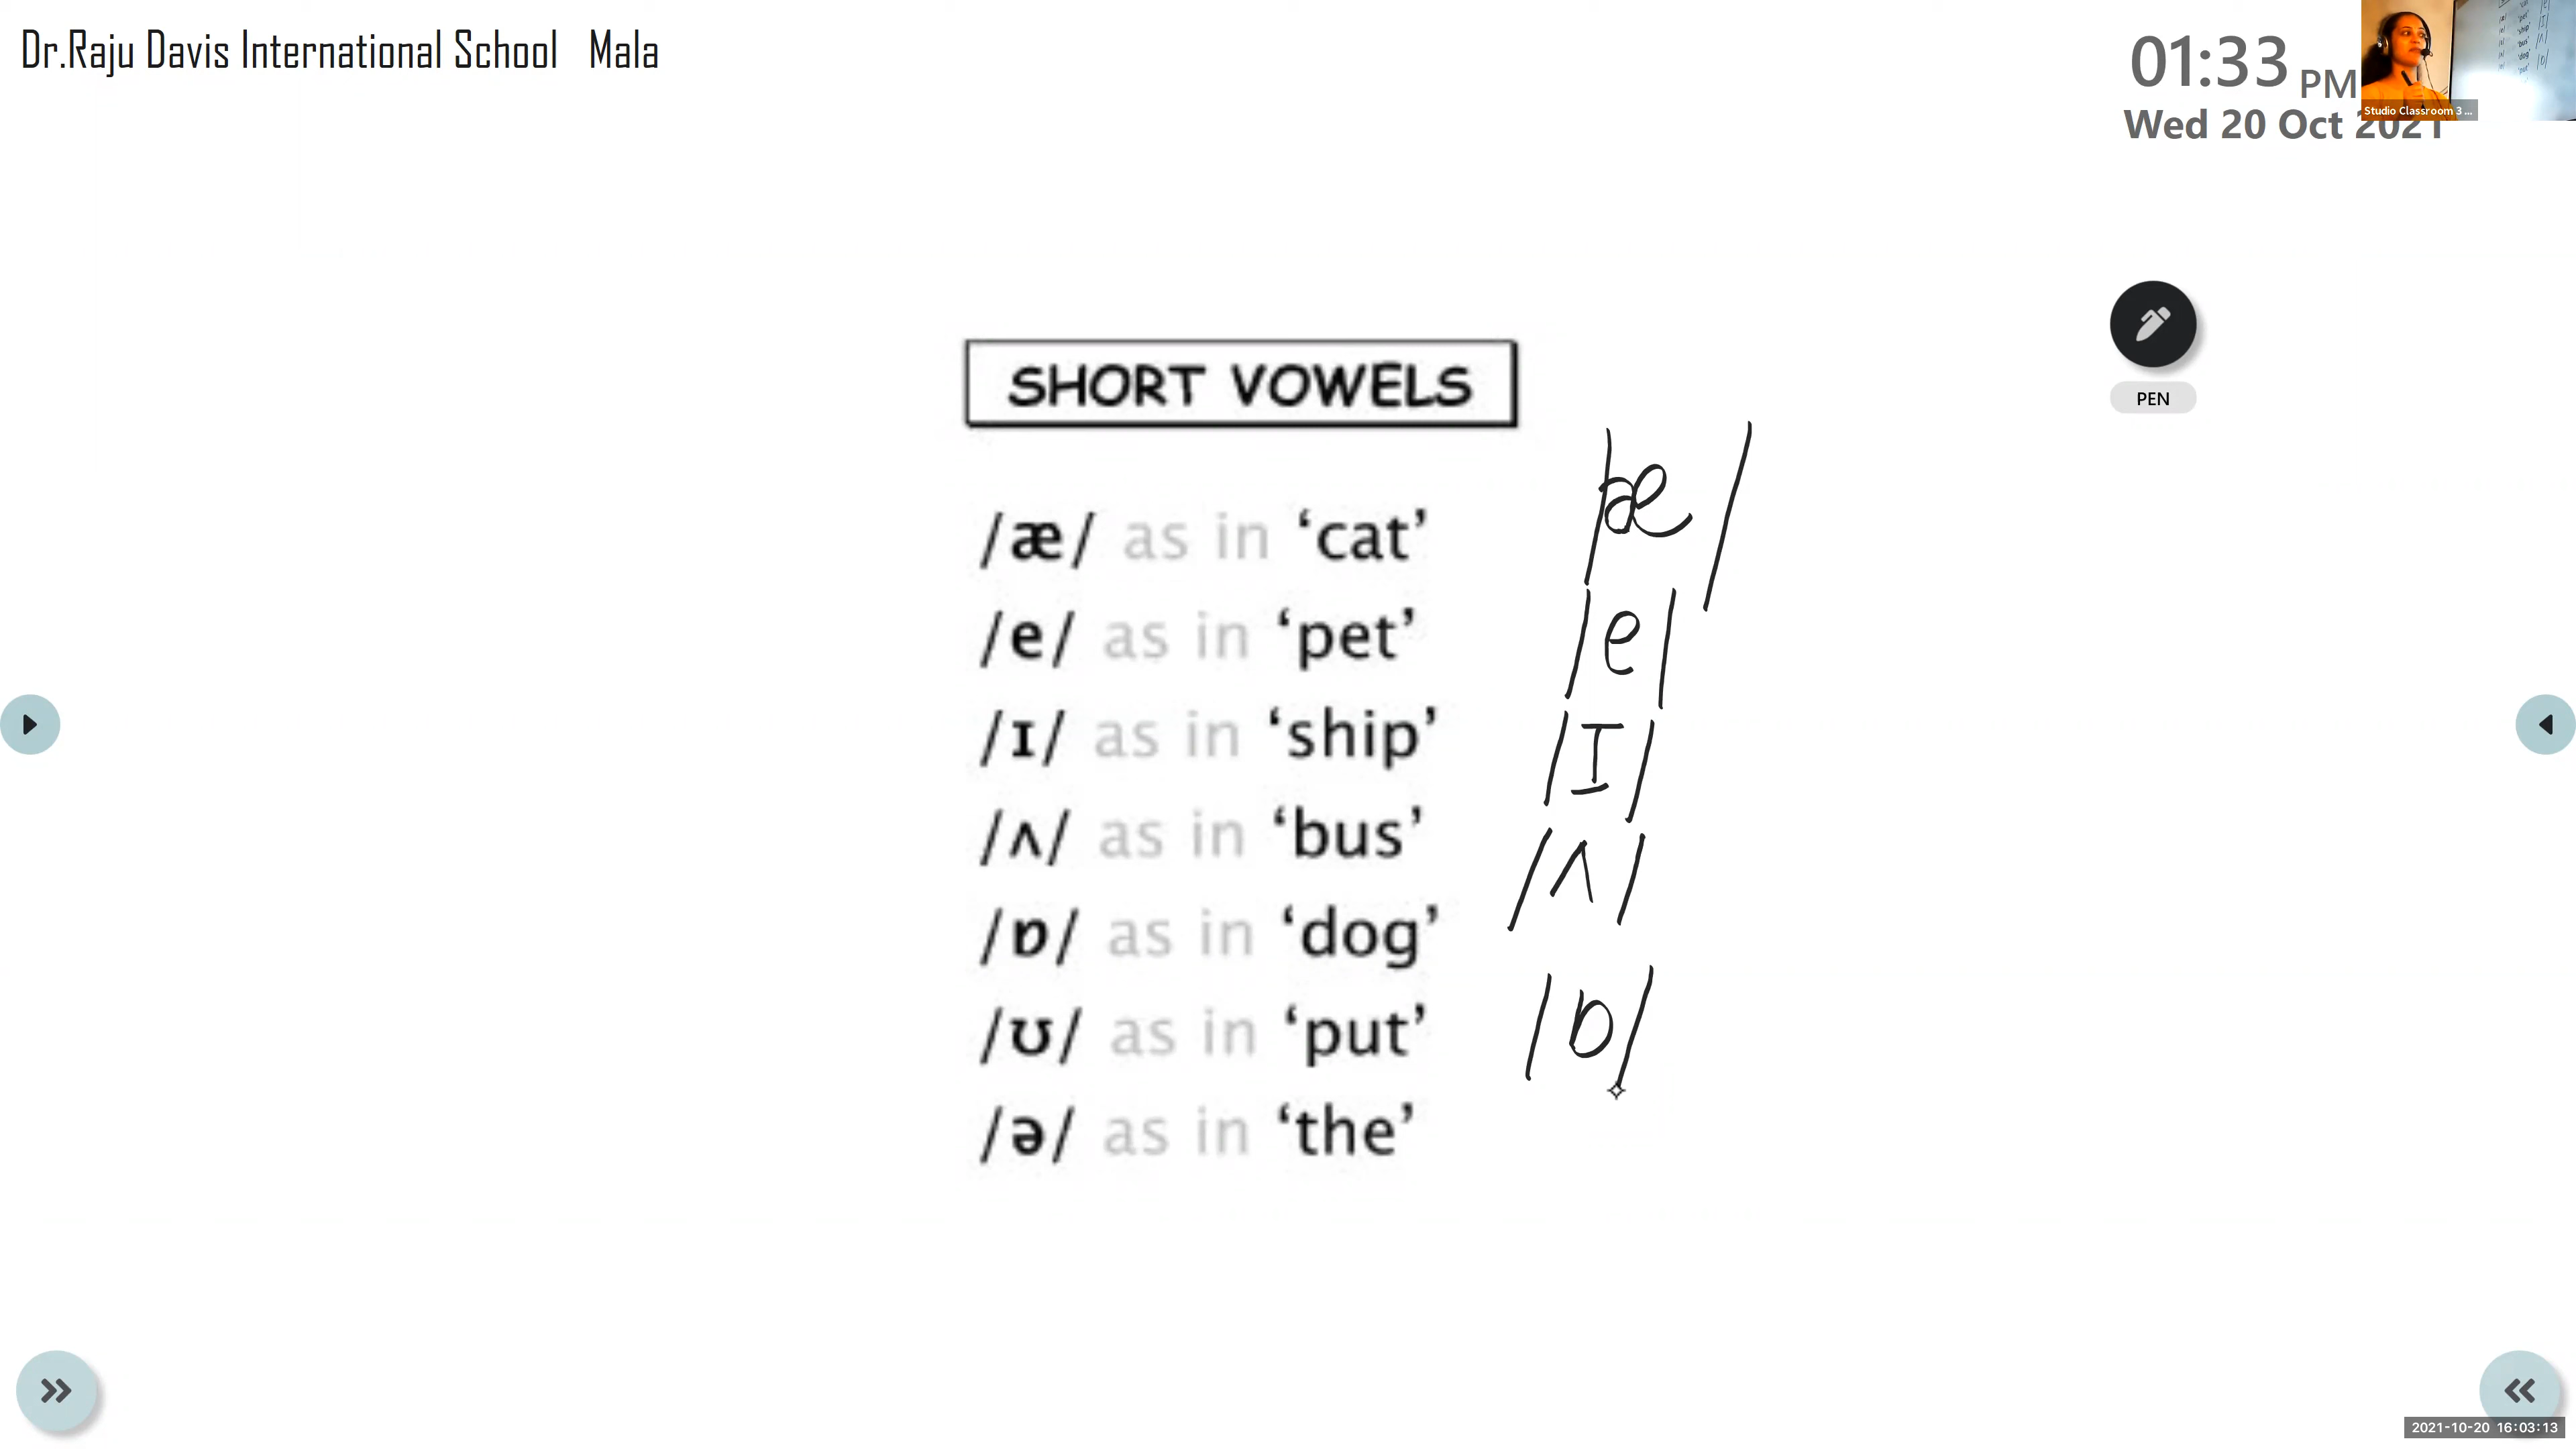 Dr.Raju Davis International School Mala
01:33 PM
Wed 20 Oct 2021
Studio Classroom 3 ...
PEN
SHORT VOWELS
/æ/ as in ‘cat’
/e/ as in ‘pet’
/ɪ/ as in ‘ship’
/ʌ/ as in ‘bus’
/ɒ/ as in ‘dog’
/ʊ/ as in ‘put’
/ə/ as in ‘the’
/æ/
/e/
/I/
/ʌ/
/ɒ/
2021-10-20 16:03:13